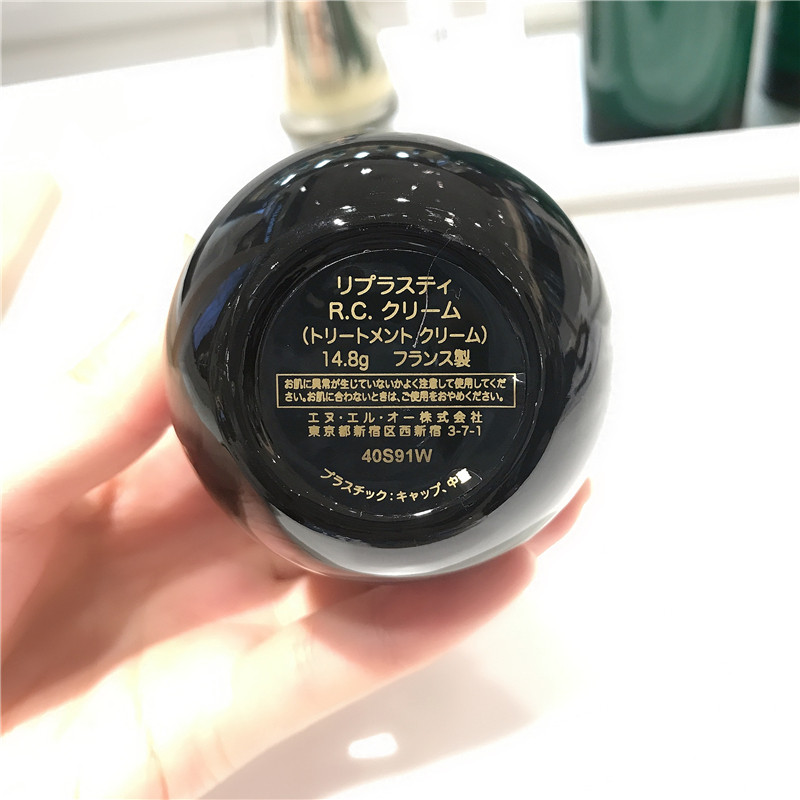 リプラスティ
R.C. クリーム
(トリートメント クリーム)
14.8g フランス製
お肌に異常が生じていないかよく注意して使用してくだ
さい。お肌に合わないときは、ご使用をおやめください。
エヌ・エル・オー株式会社
東京都新宿区西新宿 3-7-1
40S91W
プラスチック:キャップ、中